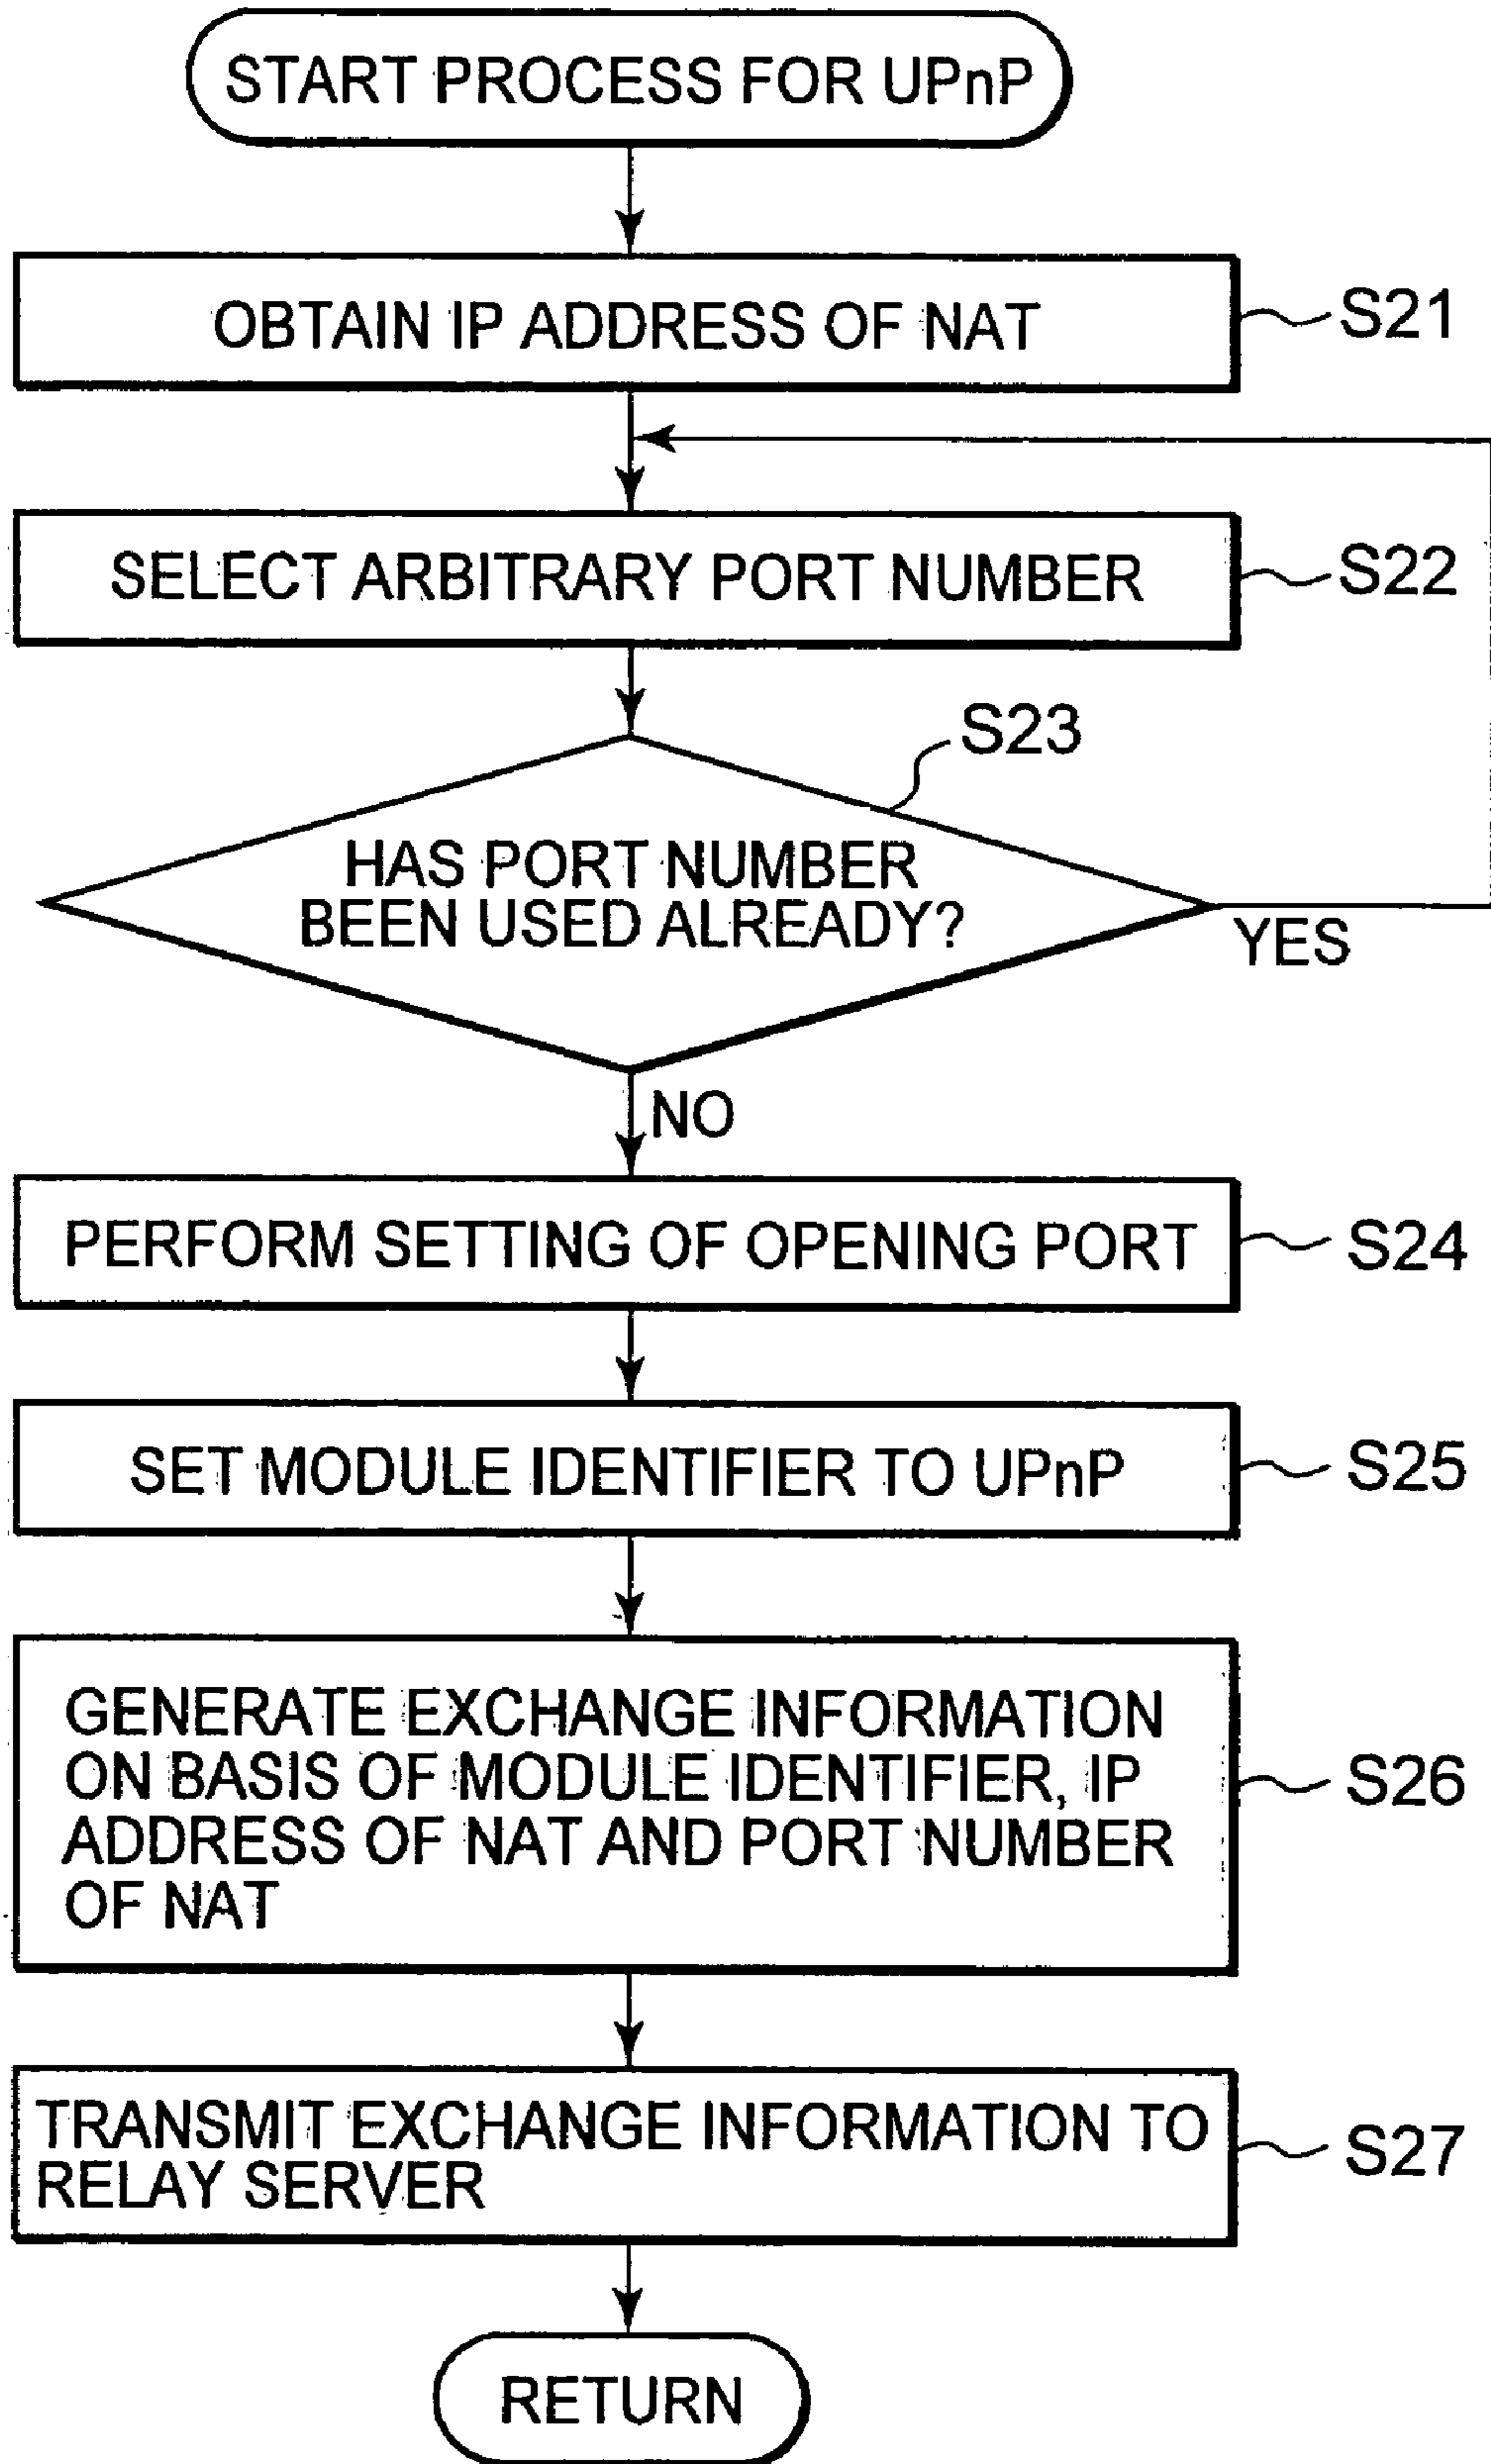 START PROCESS FOR UPnP
OBTAIN IP ADDRESS OF NAT
S21
SELECT ARBITRARY PORT NUMBER
S22
S23
HAS PORT NUMBER
BEEN USED ALREADY?
YES
NO
PERFORM SETTING OF OPENING PORT
S24
SET MODULE IDENTIFIER TO UPnP
S25
GENERATE EXCHANGE INFORMATION
ON BASIS OF MODULE IDENTIFIER, IP
ADDRESS OF NAT AND PORT NUMBER
OF NAT
S26
TRANSMIT EXCHANGE INFORMATION TO
RELAY SERVER
S27
RETURN